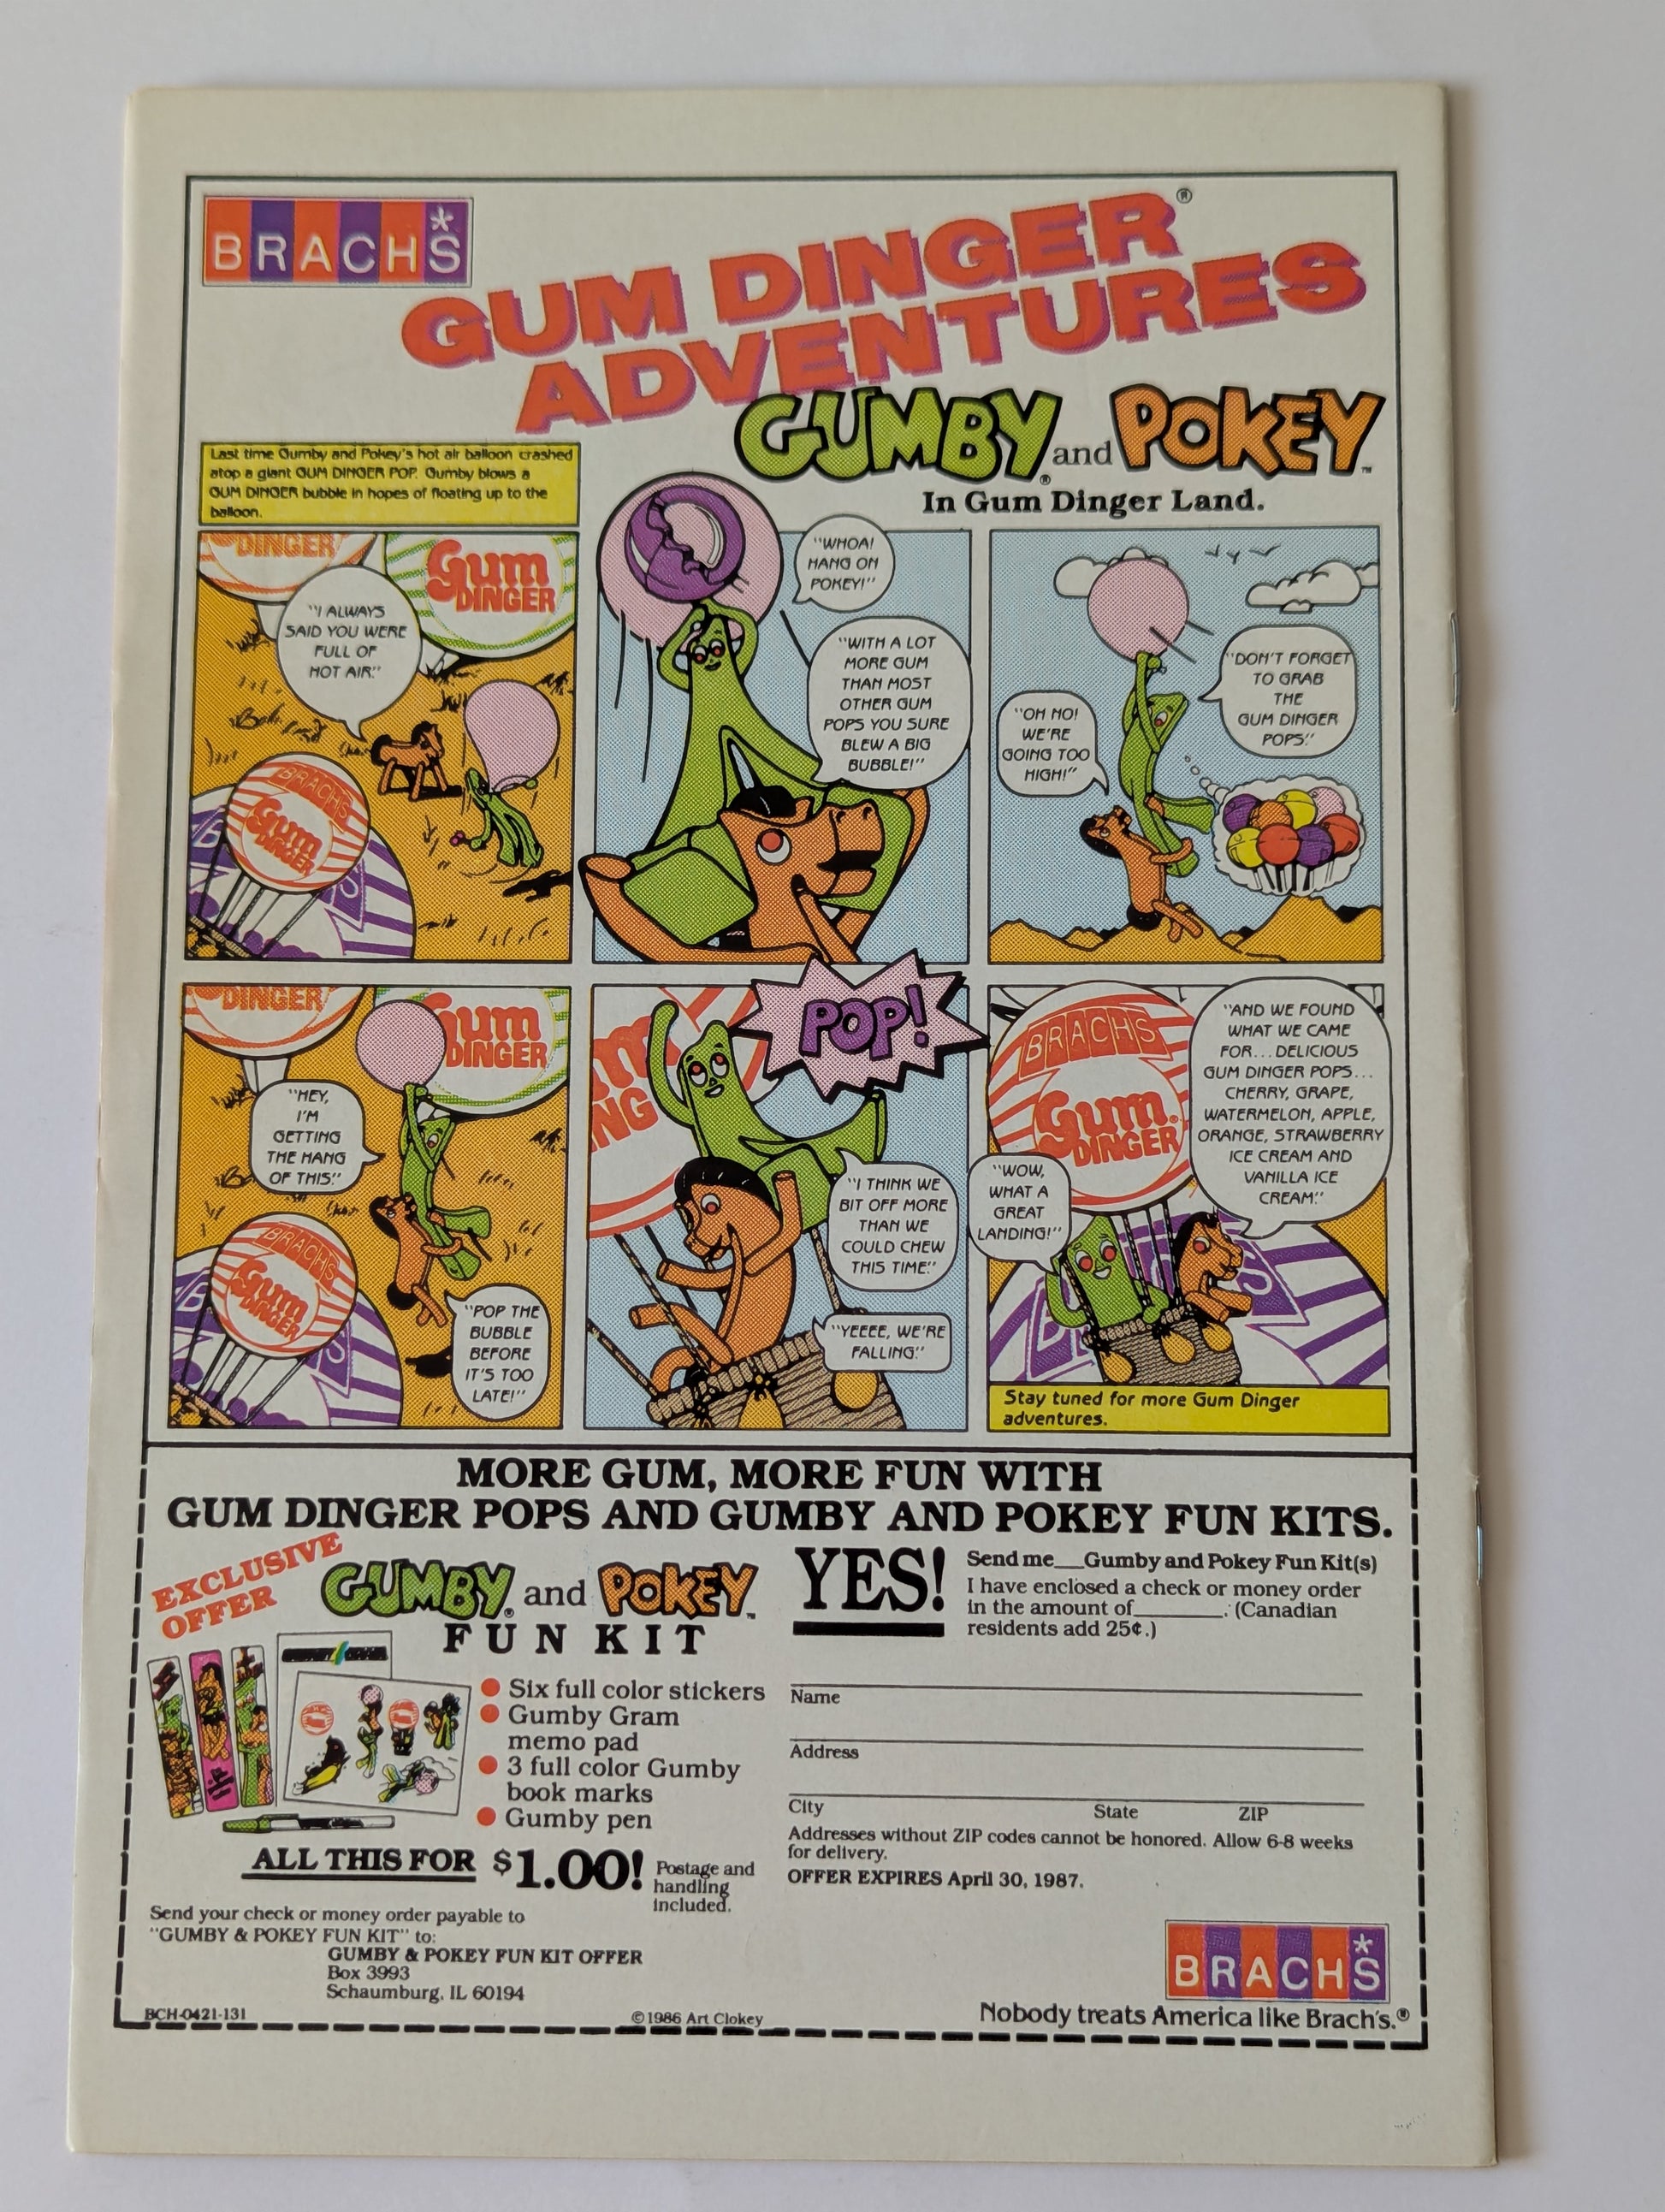 BRACH*S
GUM DINGER®
ADVENTURES
GUMBY® and POKEY™
In Gum Dinger Land.
Last time Gumby and Pokey's hot air balloon crashed
atop a giant GUM DINGER POP. Gumby blows a
GUM DINGER bubble in hopes of floating up to the
balloon.
DINGER
Gum
DINGER
"I ALWAYS
SAID YOU WERE
FULL OF
HOT AIR."
BRACHS
Gum
DINGER
B
S
"WHOA!
HANG ON
POKEY!"
"WITH A LOT
MORE GUM
THAN MOST
OTHER GUM
POPS YOU SURE
BLEW A BIG
BUBBLE!"
"OH NO!
WE'RE
GOING TOO
HIGH!"
"DON'T FORGET
TO GRAB
THE
GUM DINGER
POPS."
DINGER
Gum
DINGER
"HEY,
I'M
GETTING
THE HANG
OF THIS."
BRACHS
Gum
DINGER
B
S
"POP THE
BUBBLE
BEFORE
IT'S TOO
LATE!"
POP!
m
NG
"I THINK WE
BIT OFF MORE
THAN WE
COULD CHEW
THIS TIME."
"YEEEE, WE'RE
FALLING."
BRACHS
Gum.
DINGER
"AND WE FOUND
WHAT WE CAME
FOR...DELICIOUS
GUM DINGER POPS...
CHERRY, GRAPE,
WATERMELON, APPLE,
ORANGE, STRAWBERRY
ICE CREAM AND
VANILLA ICE
CREAM."
"WOW,
WHAT A
GREAT
LANDING!"
S
Stay tuned for more Gum Dinger
adventures.
MORE GUM, MORE FUN WITH
GUM DINGER POPS AND GUMBY AND POKEY FUN KITS.
EXCLUSIVE
OFFER
GUMBY® and POKEY™
FUN KIT
Six full color stickers
Gumby Gram
memo pad
3 full color Gumby
book marks
Gumby pen
ALL THIS FOR $1.00!
Postage and
handling
included.
Send your check or money order payable to
"GUMBY & POKEY FUN KIT" to:
GUMBY & POKEY FUN KIT OFFER
Box 3993
Schaumburg, IL 60194
BCH-0421-131
©1986 Art Clokey
YES!
Send me__Gumby and Pokey Fun Kit(s)
I have enclosed a check or money order
in the amount of_______. (Canadian
residents add 25¢.)
Name
Address
City State ZIP
Addresses without ZIP codes cannot be honored. Allow 6-8 weeks
for delivery.
OFFER EXPIRES April 30, 1987.
BRACH*S
Nobody treats America like Brach's.®